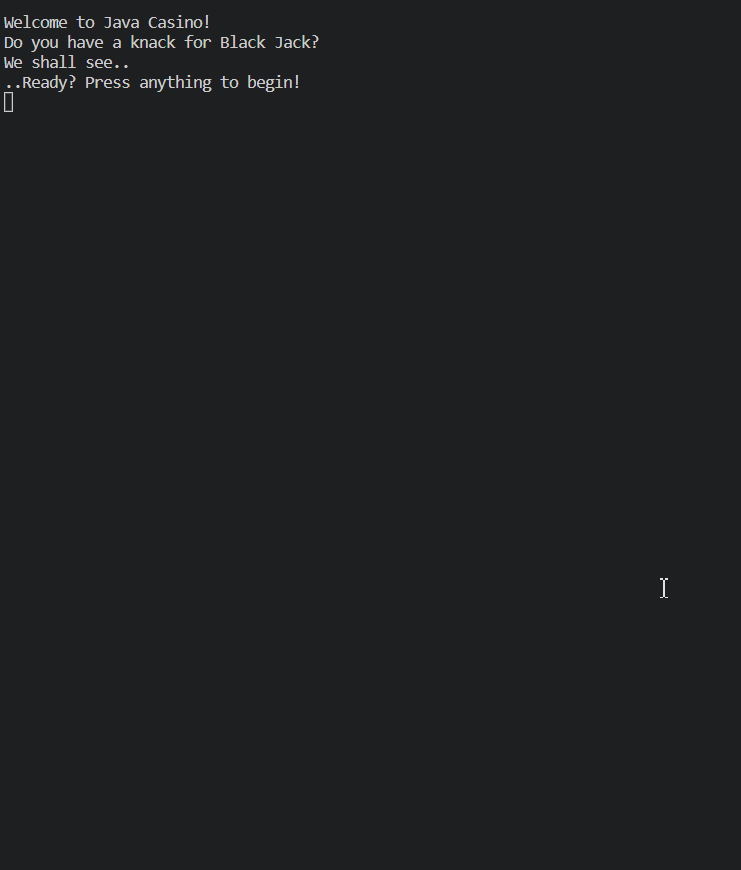 Welcome to Java Casino!
Do you have a knack for Black Jack?
We shall see..
..Ready? Press anything to begin!